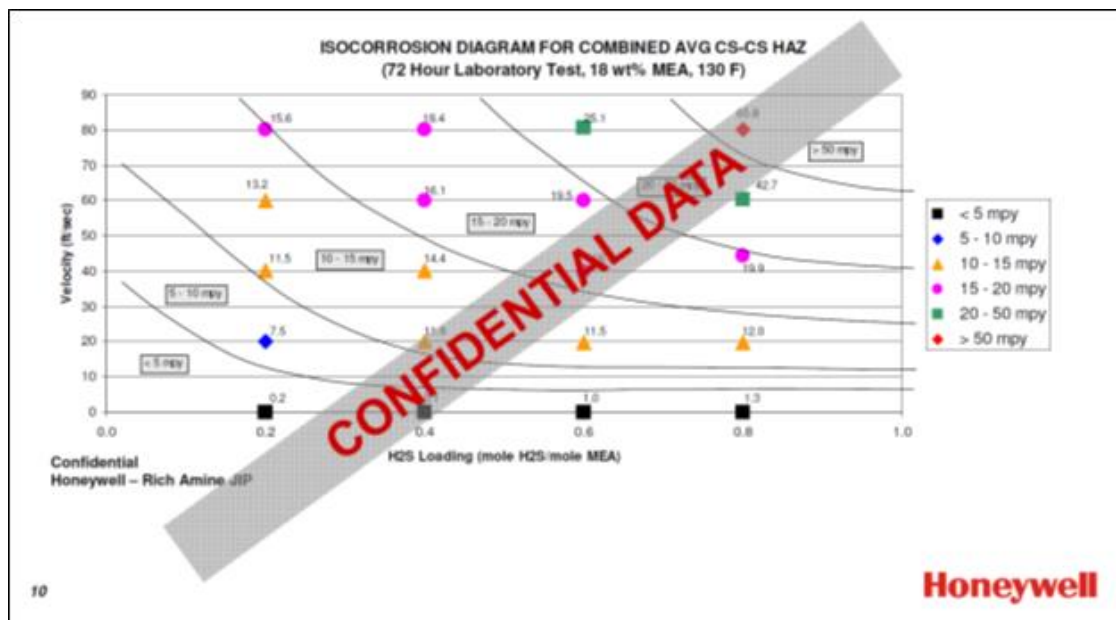 ISOCORROSION DIAGRAM FOR COMBINED AVG CS-CS HAZ
(72 Hour Laboratory Test, 18 wt% MEA, 130 F)
90
80
70
60
50
40
30
20
10
0
Velocity (ft/sec)
15.6
13.2
11.5
7.5
0.2
19.4
16.1
14.4
25.1
19.5
11.5
1.0
42.7
19.9
12.0
1.3
< 5 mpy
5 - 10 mpy
10 - 15 mpy
15 - 20 mpy
> 50 mpy
0.0
0.2
0.4
0.6
0.8
1.0
H2S Loading (mole H2S/mole MEA)
< 5 mpy
5 - 10 mpy
10 - 15 mpy
15 - 20 mpy
20 - 50 mpy
> 50 mpy
CONFIDENTIAL DATA
Confidential
Honeywell – Rich Amine JIP
10
Honeywell